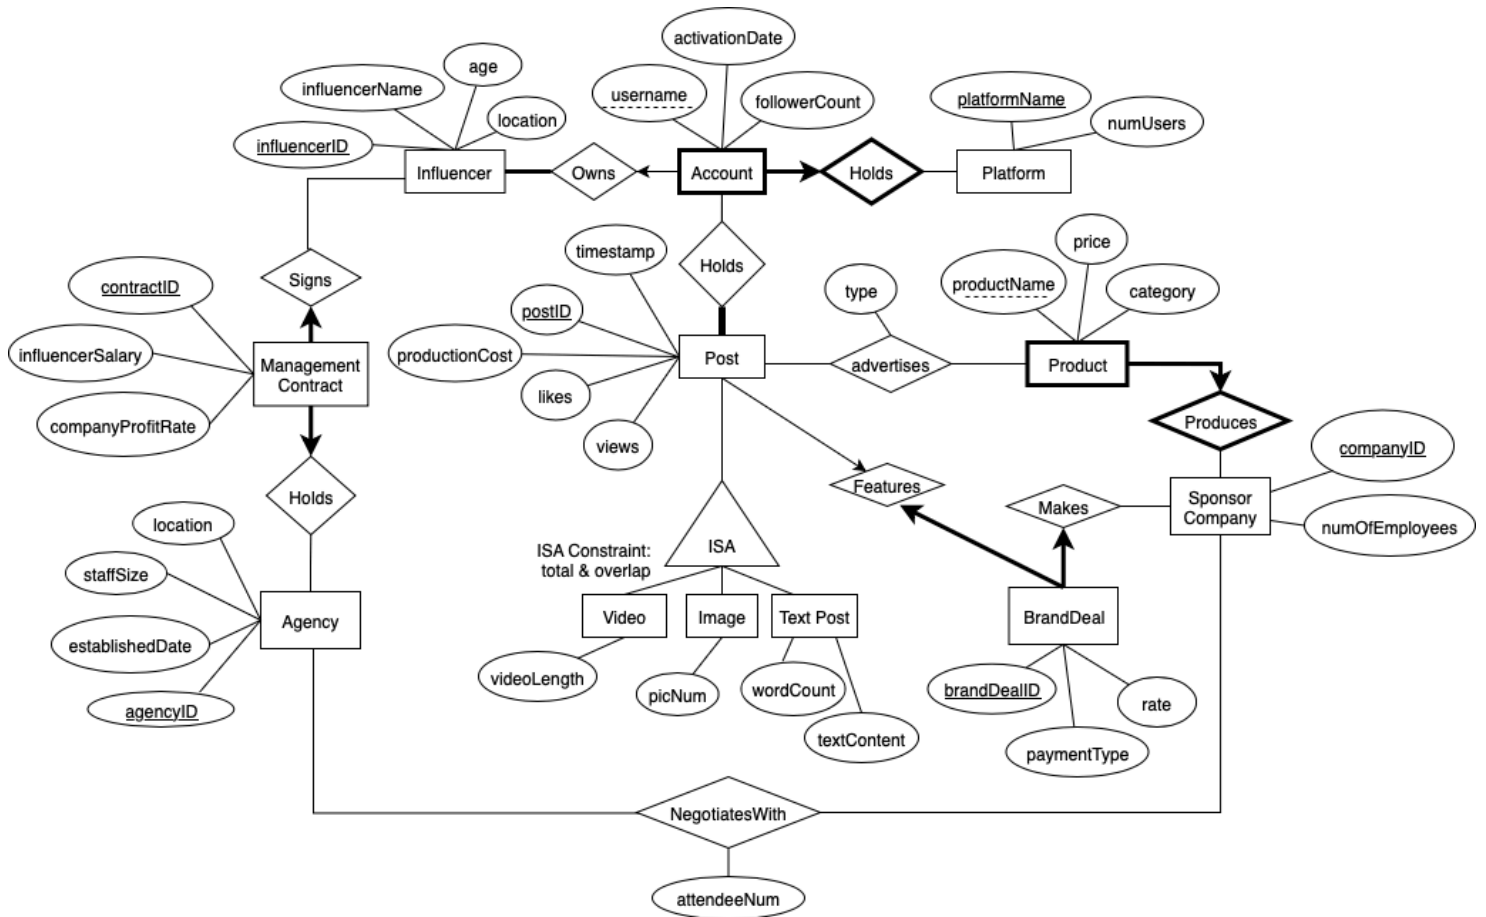 activationDate
age
influencerName
username
followerCount
platformName
numUsers
location
influencerID
Influencer
Owns
Account
Holds
Platform
timestamp
Holds
price
productName
category
type
Signs
contractID
postID
influencerSalary
productionCost
Management
Contract
Post
advertises
Product
likes
companyProfitRate
views
Produces
companyID
Holds
Features
Makes
Sponsor
Company
numOfEmployees
location
staffSize
ISA Constraint:
total & overlap
ISA
establishedDate
Agency
Video
Image
Text Post
BrandDeal
videoLength
picNum
wordCount
brandDealID
rate
agencyID
textContent
paymentType
NegotiatesWith
attendeeNum